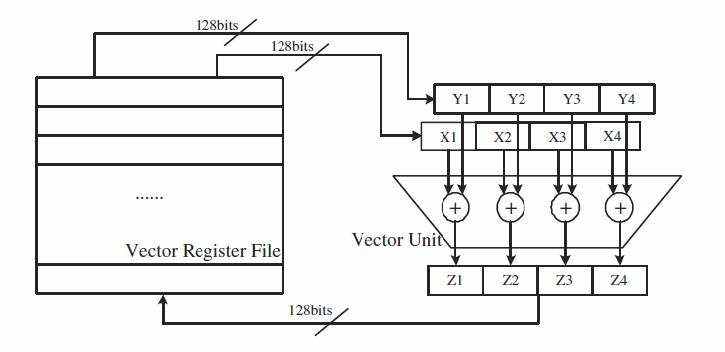 128bits
128bits
Y1 Y2 Y3 Y4
X1 X2 X3 X4
......
+ + + +
Vector Register File
Vector Unit
Z1 Z2 Z3 Z4
128bits